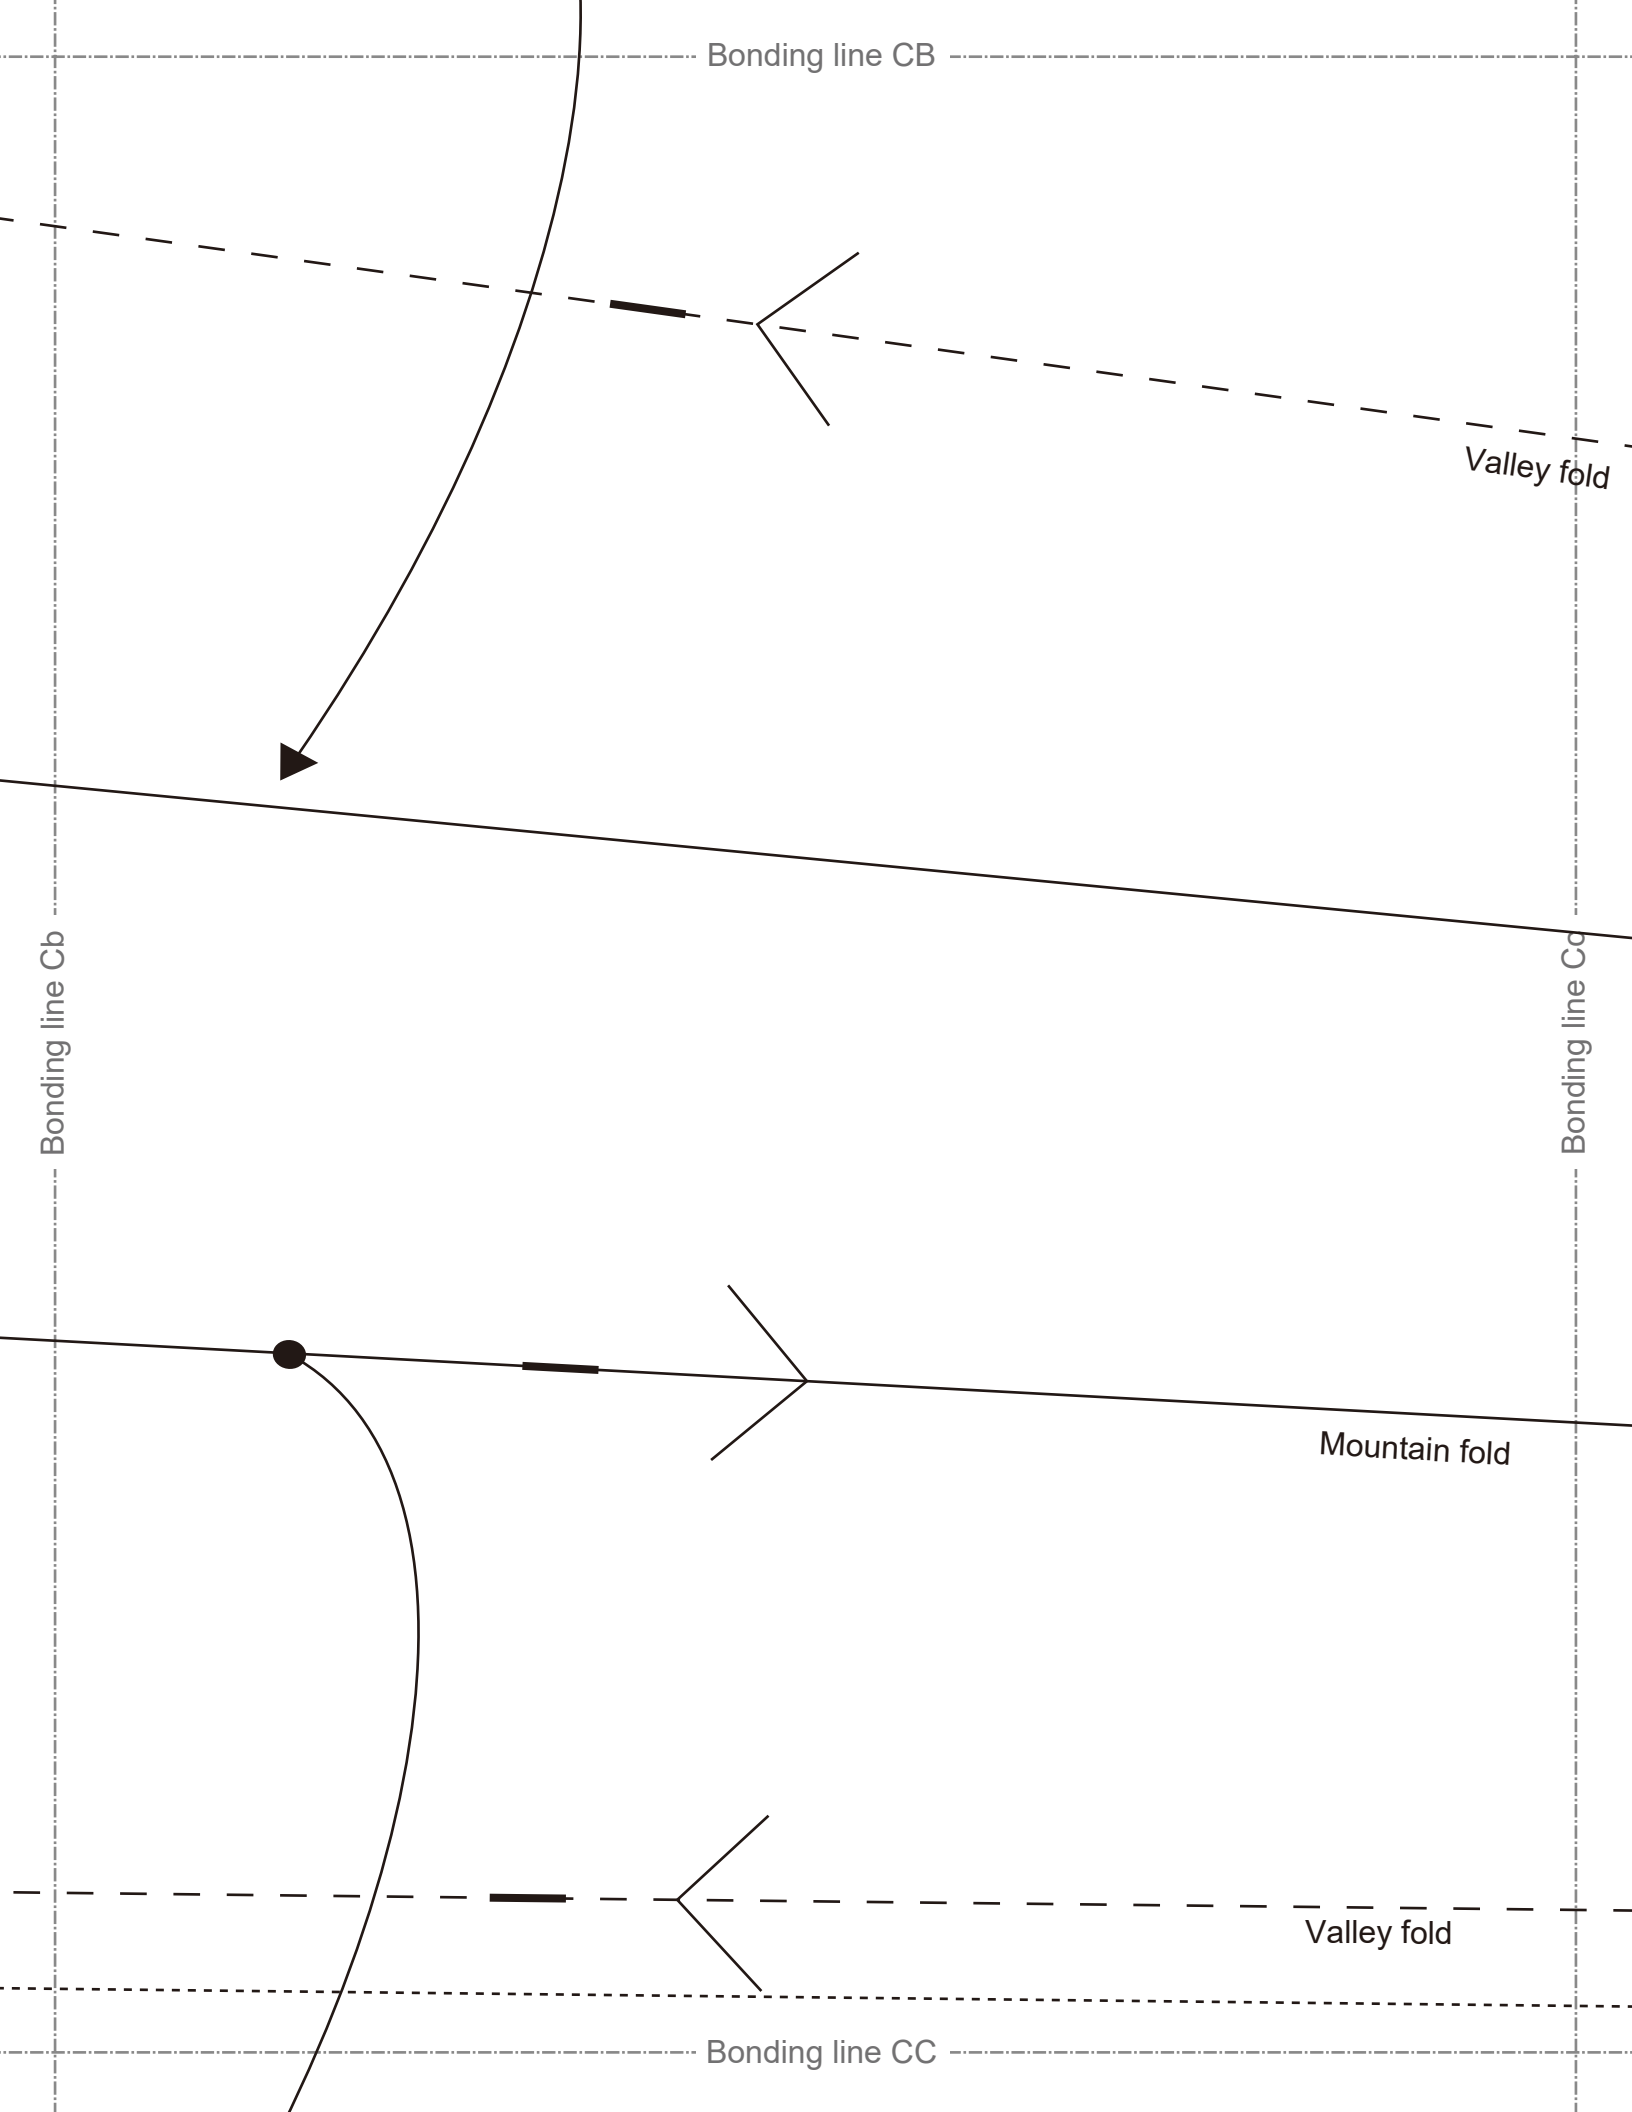 Bonding line CB
Valley fold
Bonding line Cb
Bonding line Cc
Mountain fold
Valley fold
Bonding line CC